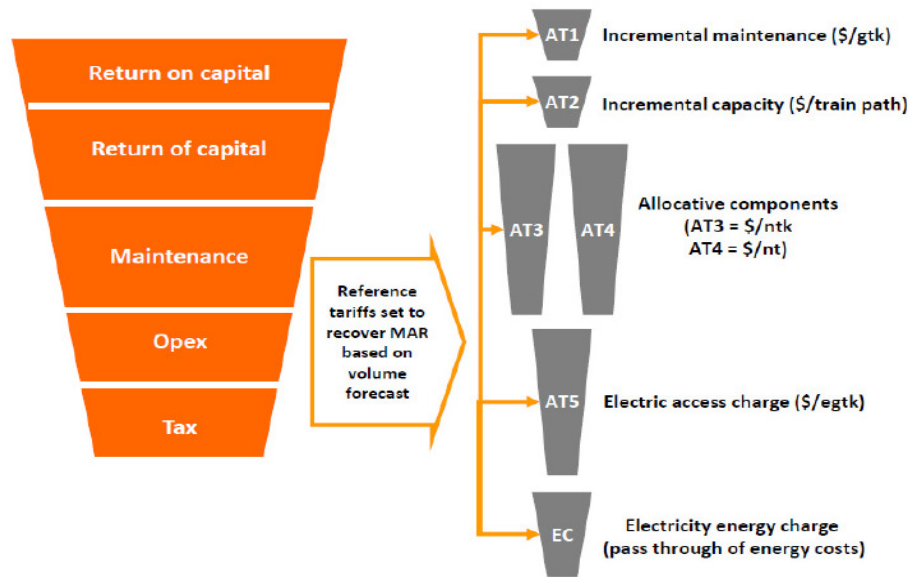 Return on capital
Return of capital
Maintenance
Opex
Tax
Reference
tariffs set to
recover MAR
based on
volume
forecast
AT1
Incremental maintenance ($/gtk)
AT2
Incremental capacity ($/train path)
AT3
AT4
Allocative components
(AT3 = $/ntk
AT4 = $/nt)
AT5
Electric access charge ($/egtk)
EC
Electricity energy charge
(pass through of energy costs)